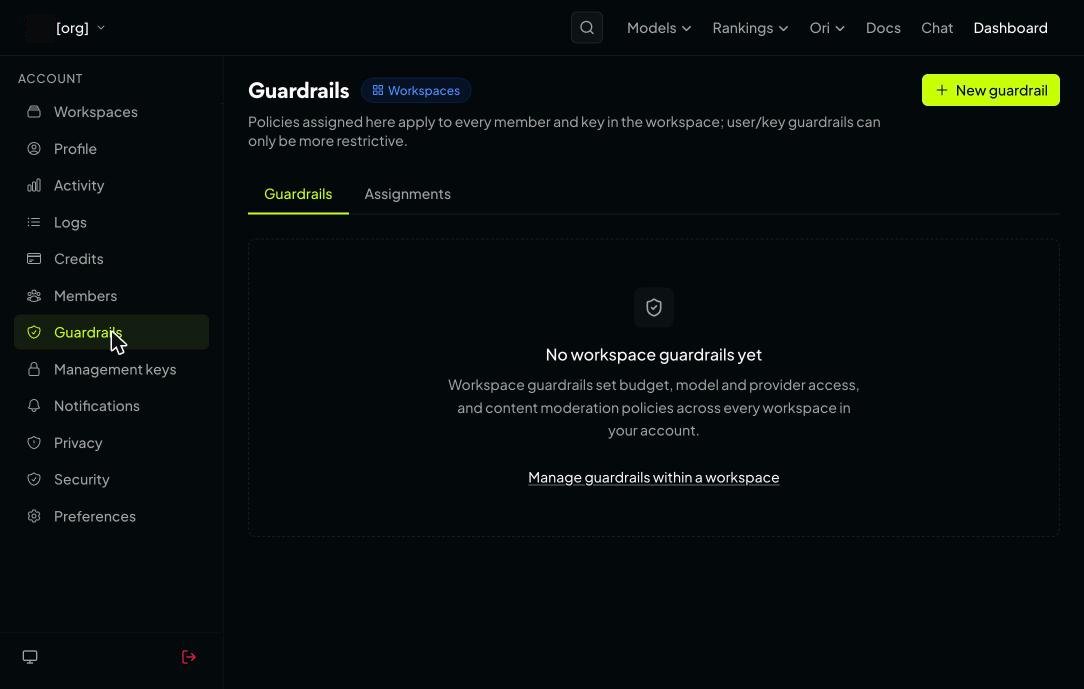 [org]
Models
Rankings
Ori
Docs
Chat
Dashboard
ACCOUNT
Workspaces
Profile
Activity
Logs
Credits
Members
Guardrails
Management keys
Notifications
Privacy
Security
Preferences
Guardrails
Workspaces
New guardrail
Policies assigned here apply to every member and key in the workspace; user/key guardrails can
only be more restrictive.
Guardrails
Assignments
No workspace guardrails yet
Workspace guardrails set budget, model and provider access,
and content moderation policies across every workspace in
your account.
Manage guardrails within a workspace